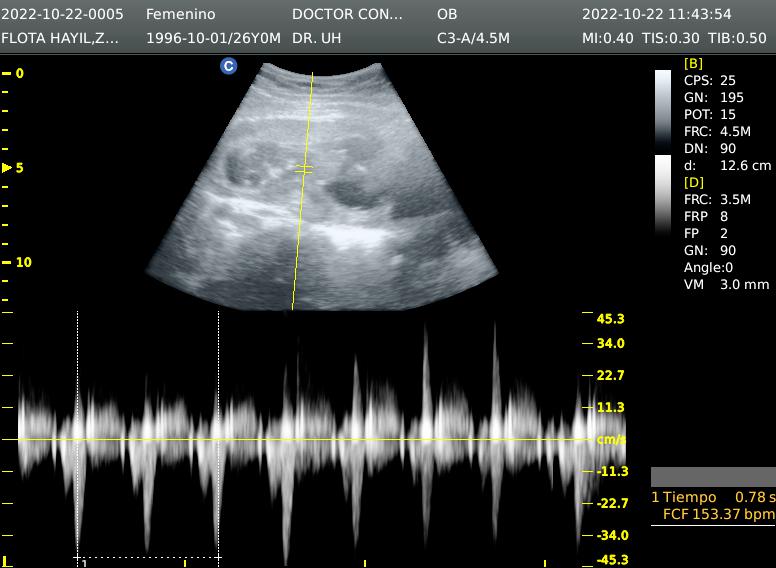 2022-10-22-0005 Femenino DOCTOR CON... OB 2022-10-22 11:43:54
FLOTA HAYIL,Z... 1996-10-01/26Y0M DR. UH C3-A/4.5M MI:0.40 TIS:0.30 TIB:0.50
C
0
5
10
[B]
CPS: 25
GN: 195
POT: 15
FRC: 4.5M
DN: 90
d: 12.6 cm
[D]
FRC: 3.5M
FRP 8
FP 2
GN: 90
Angle:0
VM 3.0 mm
45.3
34.0
22.7
11.3
cm/s
-11.3
-22.7
-34.0
-45.3
1 Tiempo 0.78 s
FCF 153.37 bpm
1